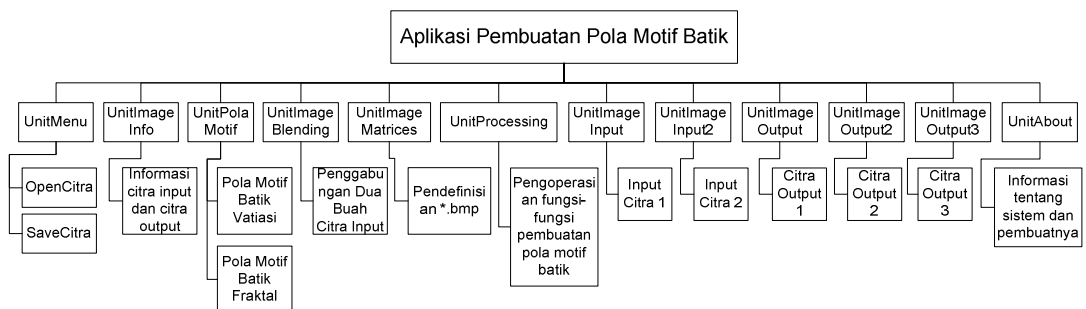 Aplikasi Pembuatan Pola Motif Batik
UnitMenu
UnitImage
Info
UnitPola
Motif
UnitImage
Blending
UnitImage
Matrices
UnitProcessing
UnitImage
Input
UnitImage
Input2
UnitImage
Output
UnitImage
Output2
UnitImage
Output3
UnitAbout
OpenCitra
SaveCitra
Informasi
citra input
dan citra
output
Pola Motif
Batik
Vatiasi
Pola Motif
Batik
Fraktal
Penggabu
ngan Dua
Buah
Citra Input
Pendefinisi
an *.bmp
Pengoperasi
an fungsi-
fungsi
pembuatan
pola motif
batik
Input
Citra 1
Input
Citra 2
Citra
Output
1
Citra
Output
2
Citra
Output
3
Informasi
tentang
sistem dan
pembuatnya